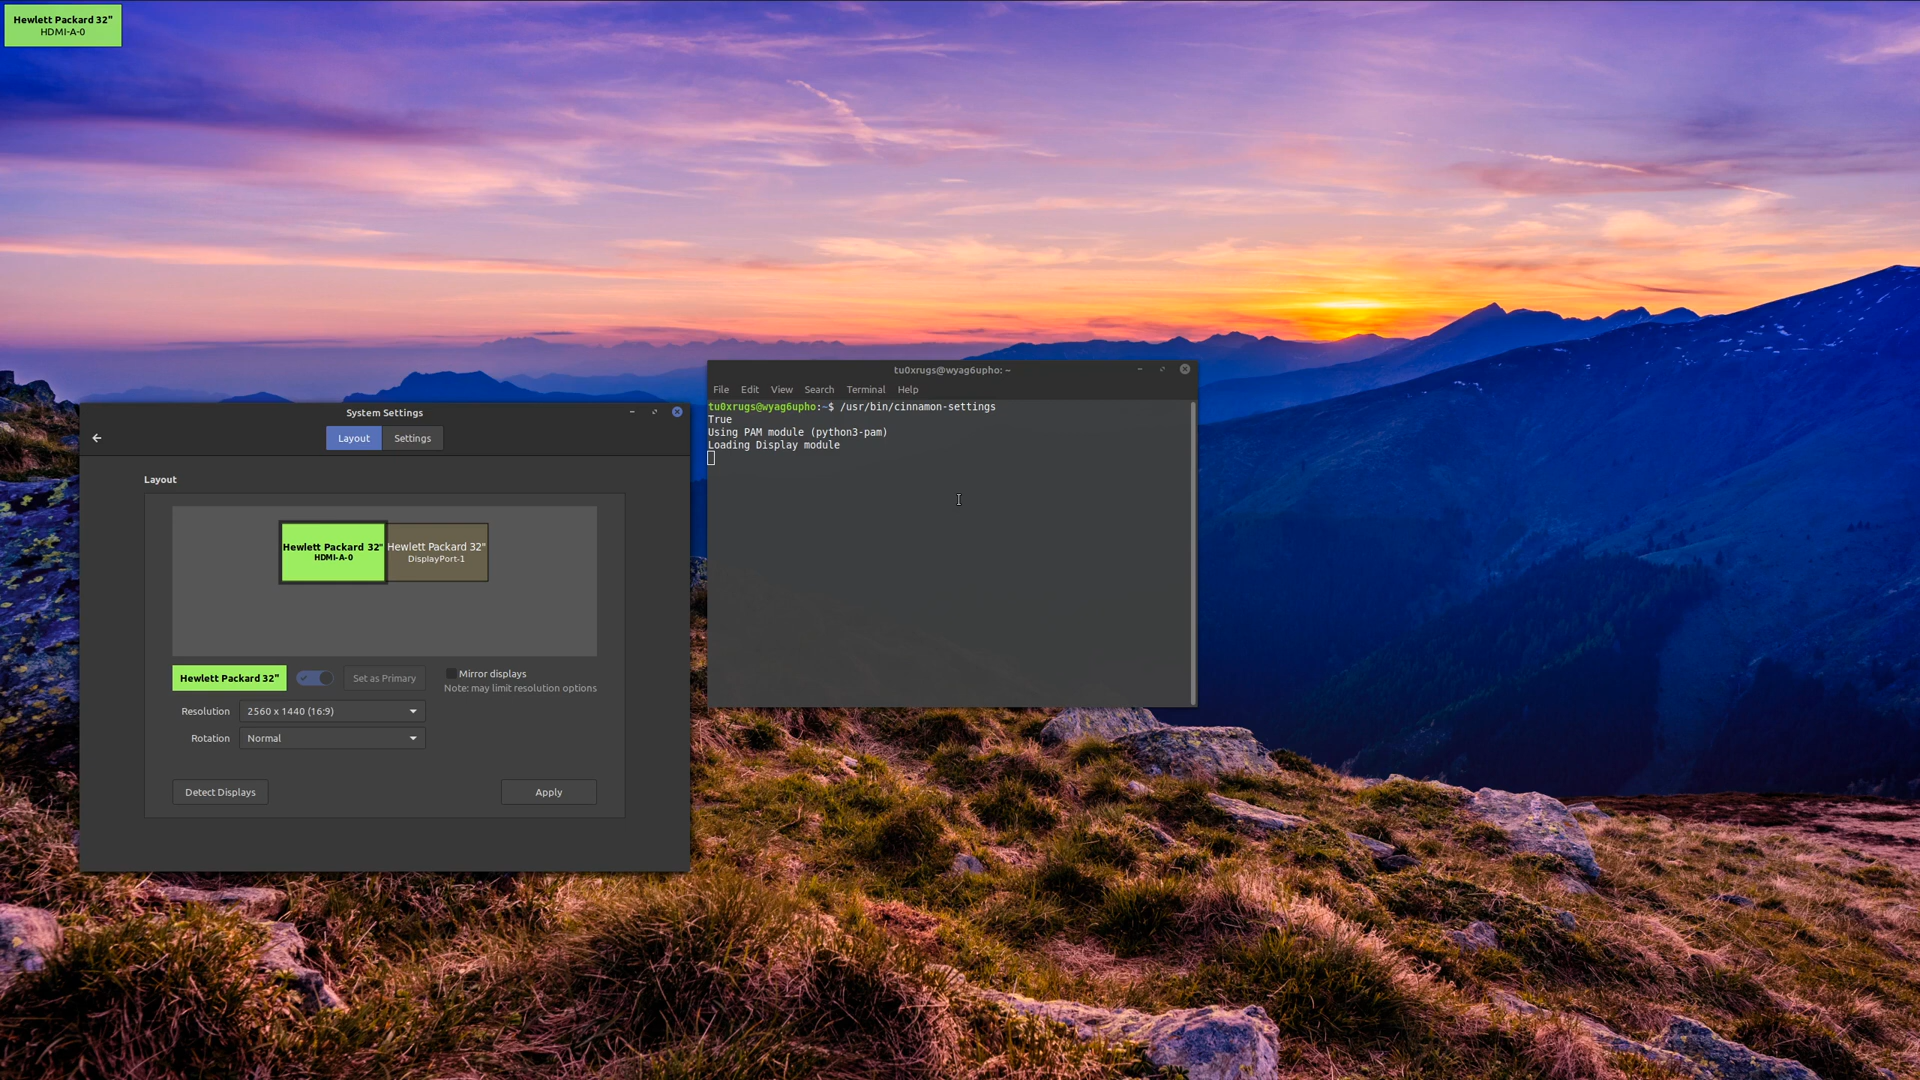 Hewlett Packard 32"
HDMI-A-0
System Settings
Layout
Settings
Layout
Hewlett Packard 32"
HDMI-A-0
Hewlett Packard 32"
DisplayPort-1
Hewlett Packard 32"
Set as Primary
Mirror displays
Note: may limit resolution options
Resolution
2560 x 1440 (16:9)
Rotation
Normal
Detect Displays
Apply
tu0xrugs@wyag6upho: ~
File Edit View Search Terminal Help
tu0xrugs@wyag6upho:~$ /usr/bin/cinnamon-settings
True
Using PAM module (python3-pam)
Loading Display module